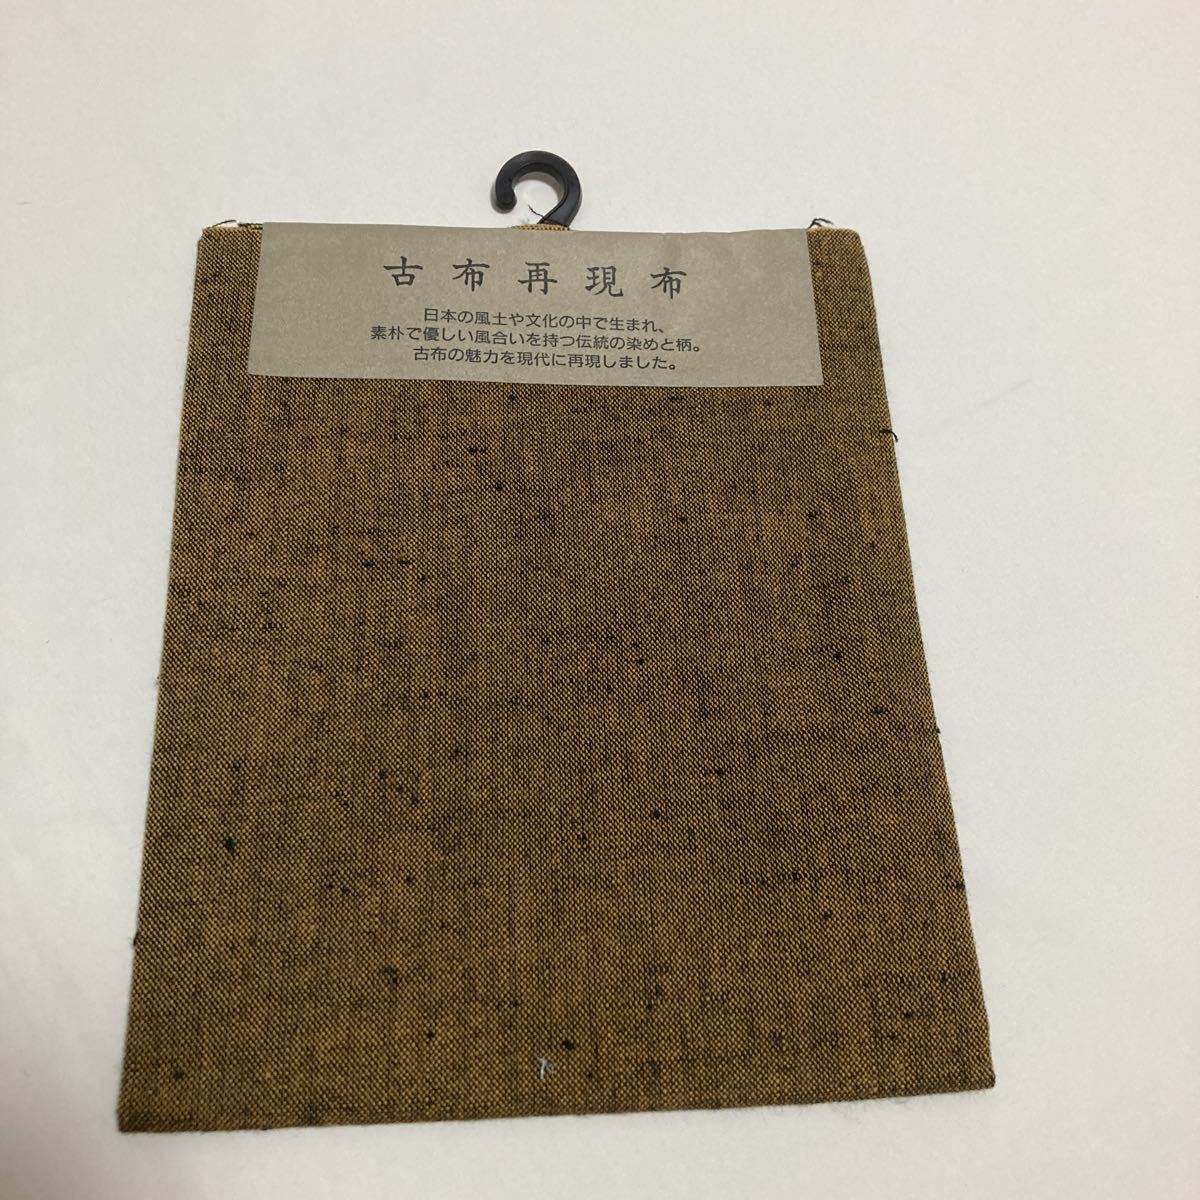 古布再現布
日本の風土や文化の中で生まれ、
素朴で優しい風合いを持つ伝統の染めと柄。
古布の魅力を現代に再現しました。